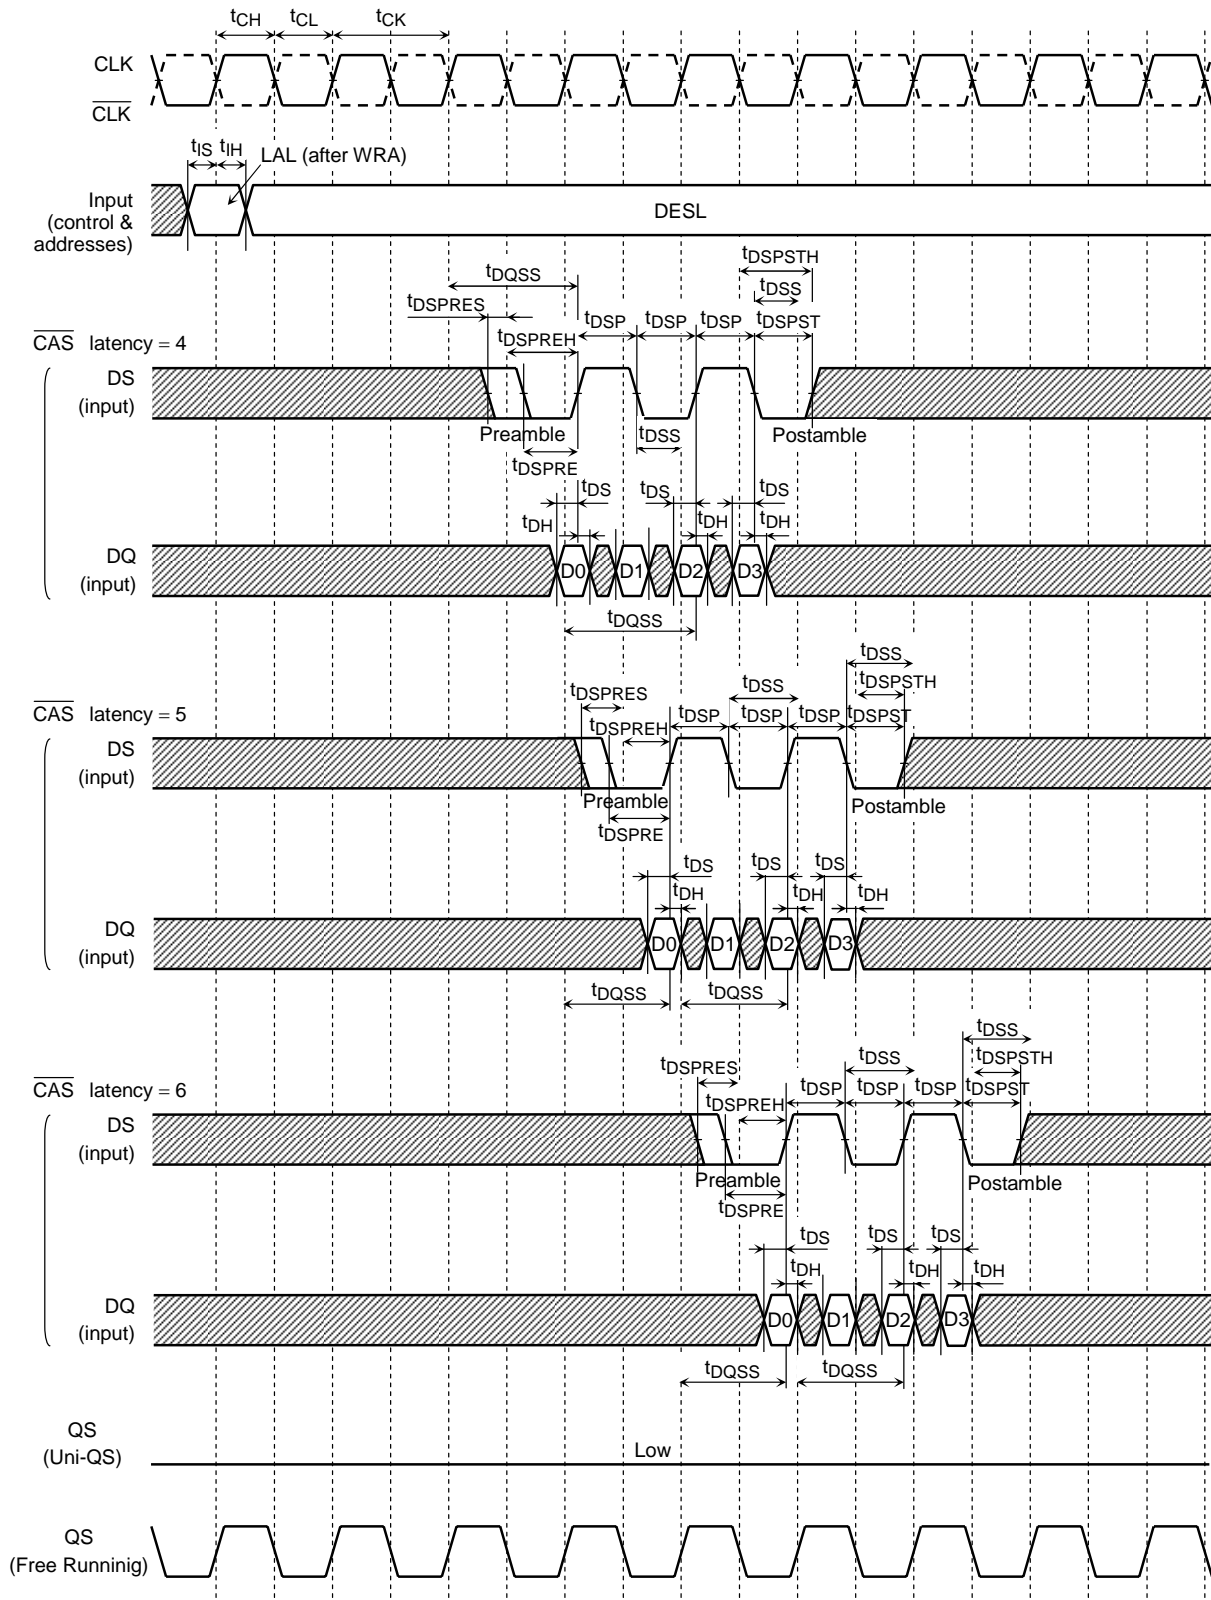 tCH tCL tCK
CLK
CLK
tIS tIH LAL (after WRA)
Input
(control &
addresses)
DESL
tDSPSTH
tDQSS
tDSS
tDSPRES
tDSP tDSP tDSP tDSPST
tDSPREH
CAS latency = 4
DS
(input)
Preamble
tDSS
Postamble
tDSPRE
tDS tDS tDS
tDH tDH tDH
DQ
(input)
D0 D1 D2 D3
tDQSS
tDSS
tDSPRES
tDSS
tDSPSTH
CAS latency = 5
tDSPREH
tDSP tDSP tDSP tDSPST
DS
(input)
Preamble
Postamble
tDSPRE
tDS tDS tDS
tDH tDH tDH
DQ
(input)
D0 D1 D2 D3
tDQSS tDQSS
tDSS
tDSPRES
tDSS
tDSPSTH
CAS latency = 6
tDSPREH
tDSP tDSP tDSP tDSPST
DS
(input)
Preamble
Postamble
tDSPRE
tDS tDS tDS
tDH tDH tDH
DQ
(input)
D0 D1 D2 D3
tDQSS tDQSS
QS
(Uni-QS)
Low
QS
(Free Runninig)